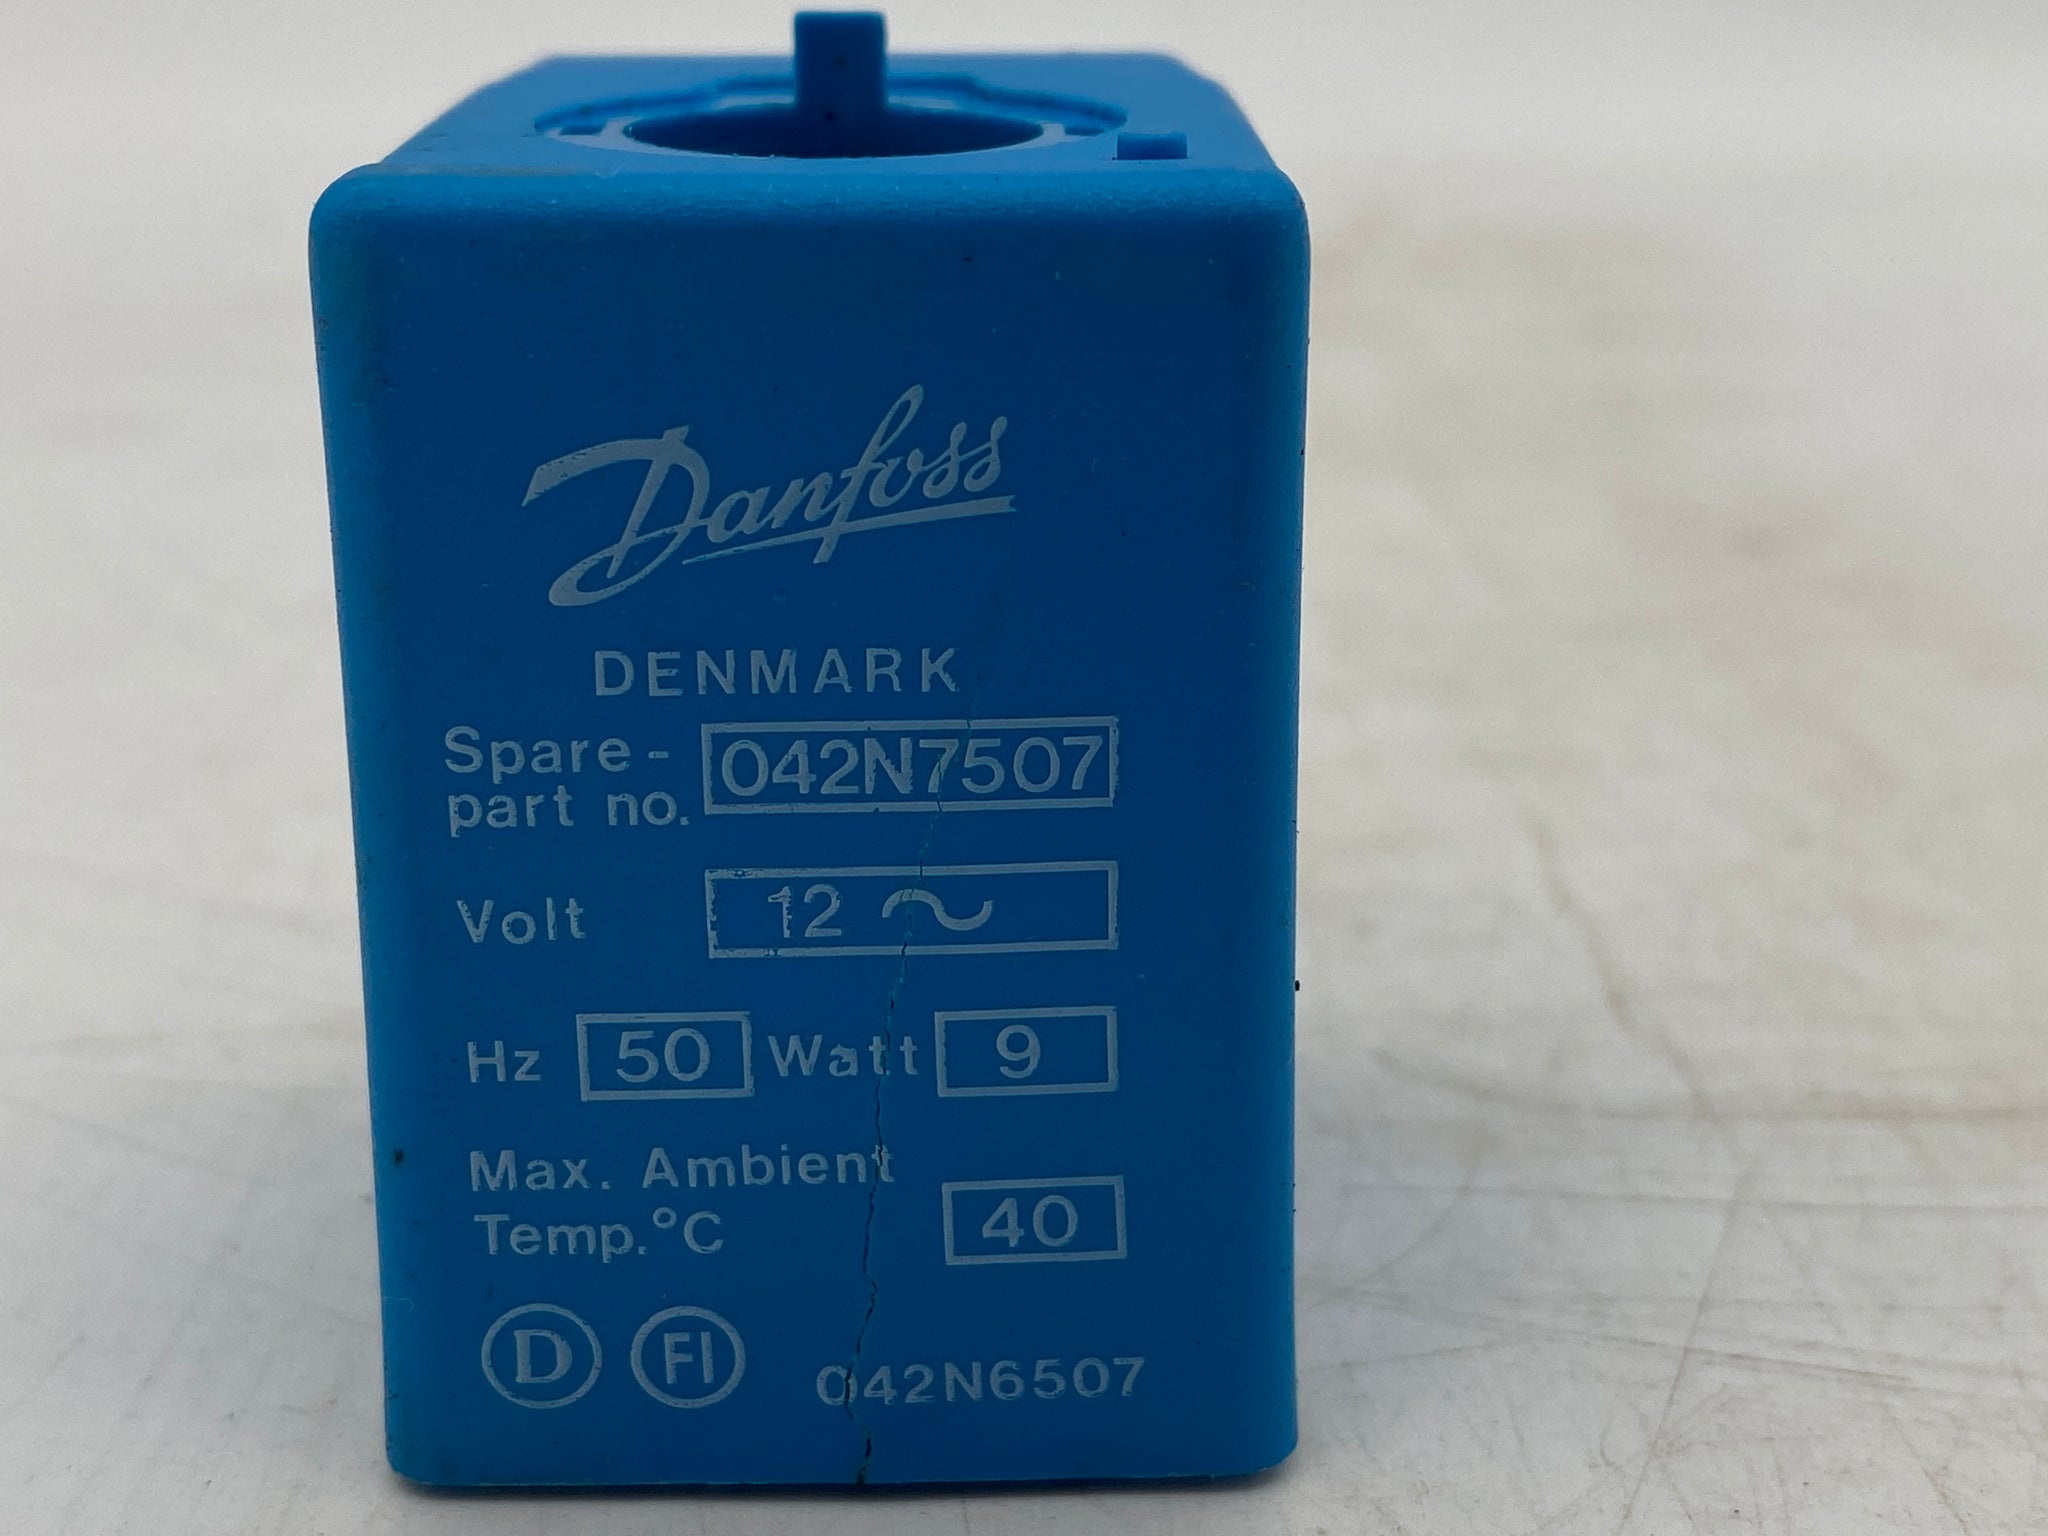 Danfoss
DENMARK
Spare-
part no. 042N7507
Volt 12 ~
Hz 50 Watt 9
Max. Ambient
Temp. °C 40
D FI 042N6507